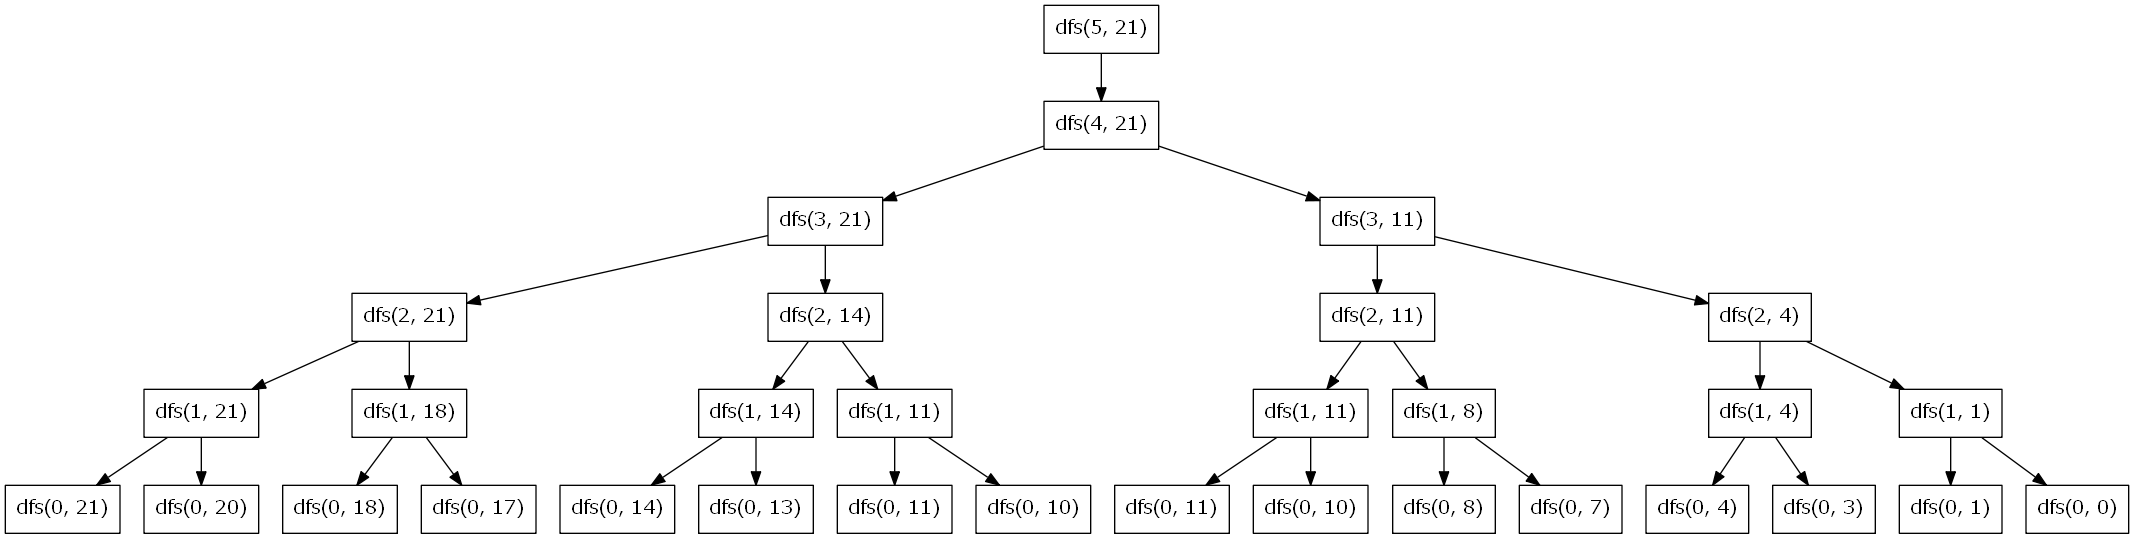 dfs(5, 21)
dfs(4, 21)
dfs(3, 21)
dfs(3, 11)
dfs(2, 21)
dfs(2, 14)
dfs(2, 11)
dfs(2, 4)
dfs(1, 21)
dfs(1, 18)
dfs(1, 14)
dfs(1, 11)
dfs(1, 11)
dfs(1, 8)
dfs(1, 4)
dfs(1, 1)
dfs(0, 21)
dfs(0, 20)
dfs(0, 18)
dfs(0, 17)
dfs(0, 14)
dfs(0, 13)
dfs(0, 11)
dfs(0, 10)
dfs(0, 11)
dfs(0, 10)
dfs(0, 8)
dfs(0, 7)
dfs(0, 4)
dfs(0, 3)
dfs(0, 1)
dfs(0, 0)